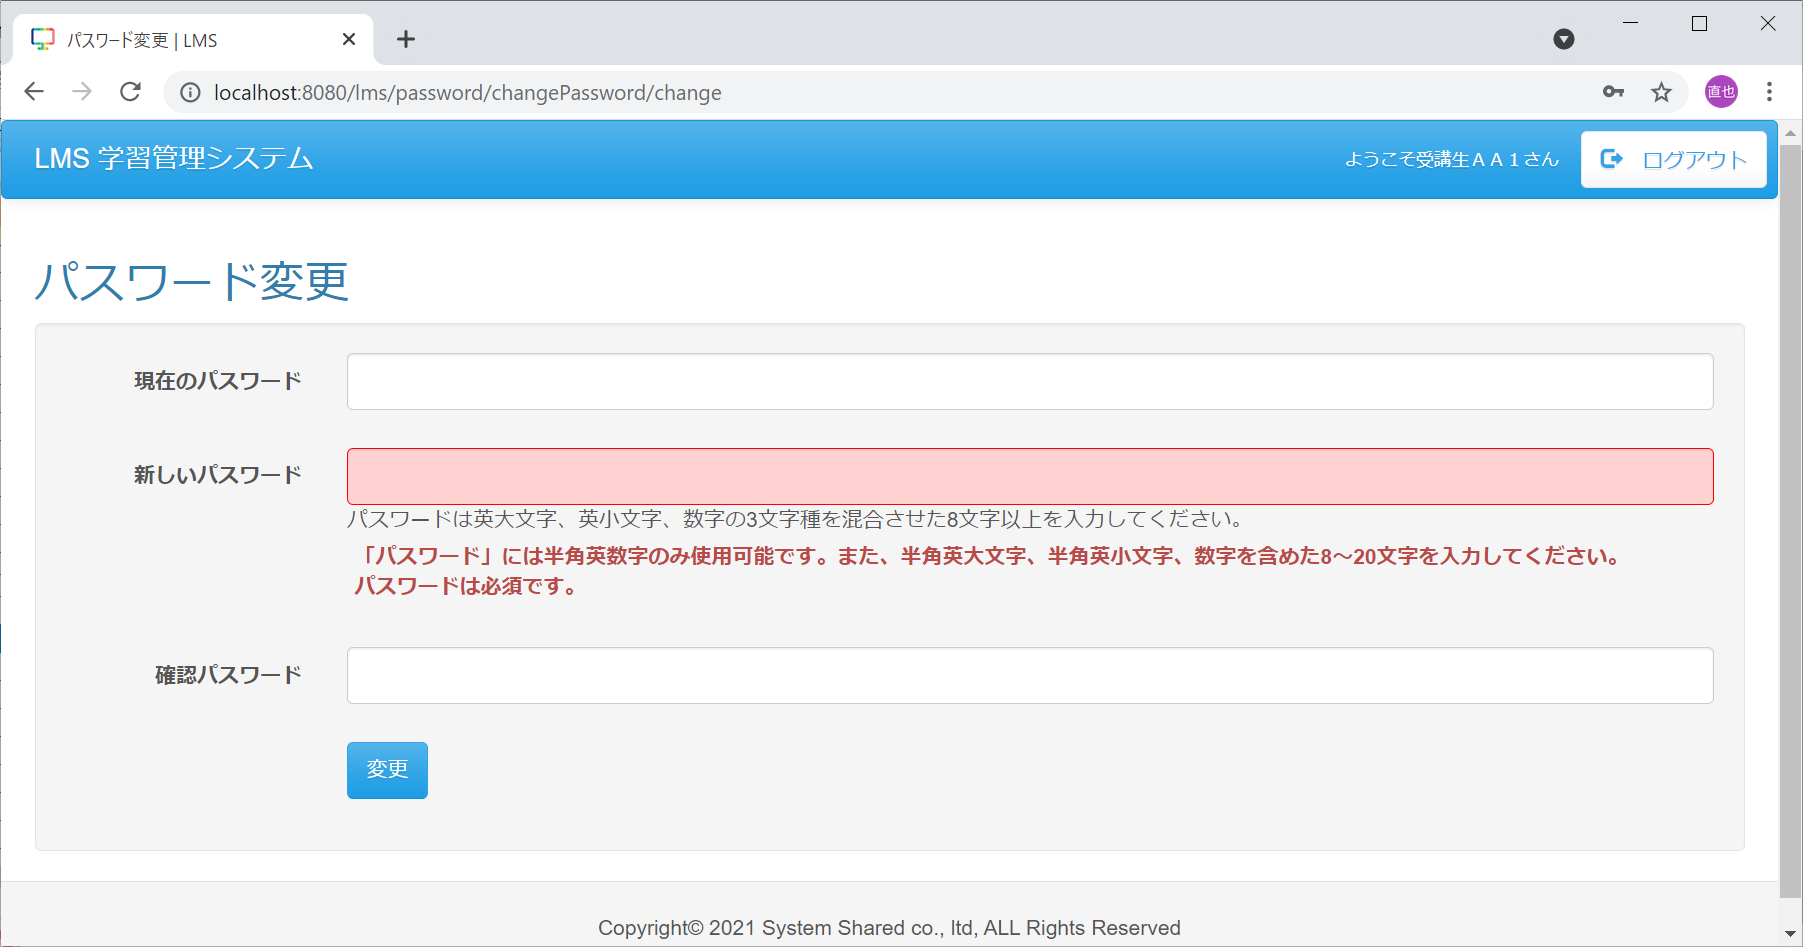 パスワード変更 | LMS
localhost:8080/lms/password/changePassword/change
直也
LMS 学習管理システム
ようこそ受講生ＡＡ１さん
ログアウト
パスワード変更
現在のパスワード
新しいパスワード
パスワードは英大文字、英小文字、数字の3文字種を混合させた8文字以上を入力してください。
「パスワード」には半角英数字のみ使用可能です。また、半角英大文字、半角英小文字、数字を含めた8～20文字を入力してください。
パスワードは必須です。
確認パスワード
変更
Copyright© 2021 System Shared co., ltd, ALL Rights Reserved